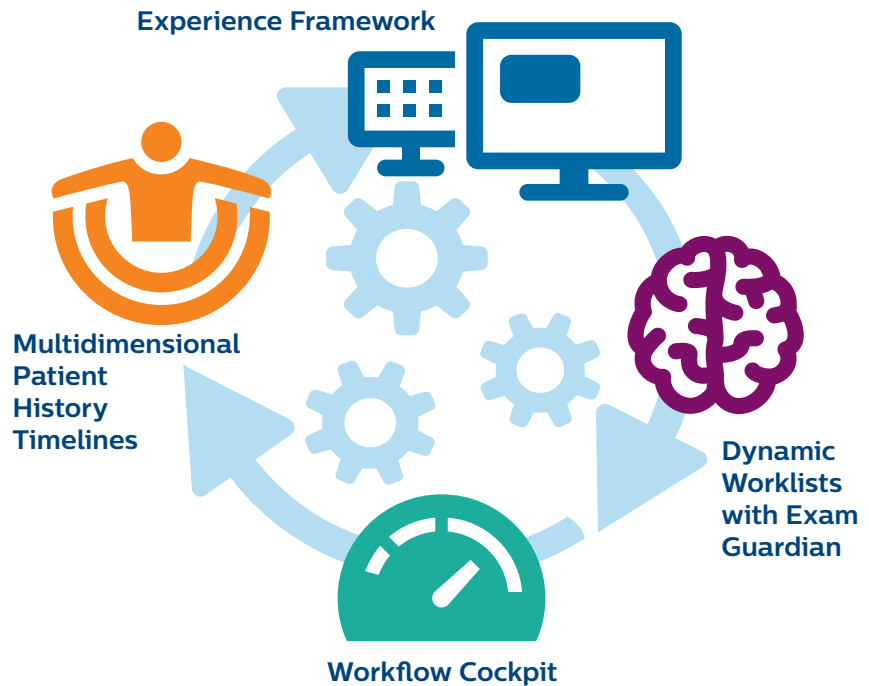 Experience Framework
Multidimensional
Patient
History
Timelines
Dynamic
Worklists
with Exam
Guardian
Workflow Cockpit